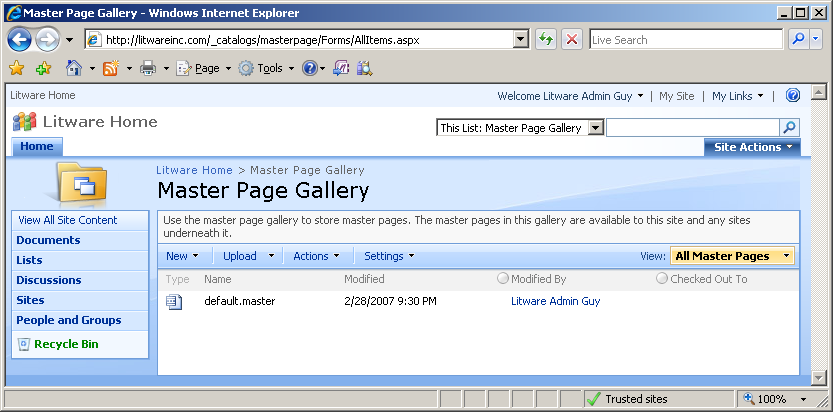 Master Page Gallery - Windows Internet Explorer
http://litwareinc.com/_catalogs/masterpage/Forms/AllItems.aspx
Live Search
Page Tools
Litware Home
Welcome Litware Admin Guy | My Site | My Links |
Litware Home
This List: Master Page Gallery
Home
Site Actions
Litware Home > Master Page Gallery
Master Page Gallery
View All Site Content
Documents
Lists
Discussions
Sites
People and Groups
Recycle Bin
Use the master page gallery to store master pages. The master pages in this gallery are available to this site and any sites
underneath it.
New Upload Actions Settings View: All Master Pages
Type Name Modified Modified By Checked Out To
default.master 2/28/2007 9:30 PM Litware Admin Guy
Trusted sites 100%